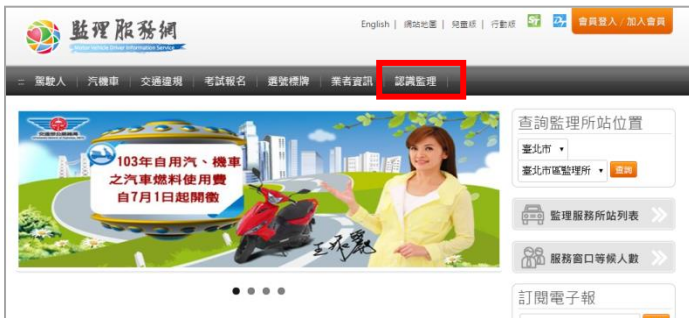 監理服務網
Motor Vehicle Driver Information Service
English | 網站地圖 | 兒童版 | 行動版
會員登入 / 加入會員
駕駛人 | 汽機車 | 交通違規 | 考試報名 | 選號標牌 | 業者資訊 | 認識監理
103年自用汽、機車
之汽車燃料使用費
自7月1日起開徵
查詢監理所站位置
臺北市
臺北市區監理所
查詢
監理服務所站列表
服務窗口等候人數
訂閱電子報